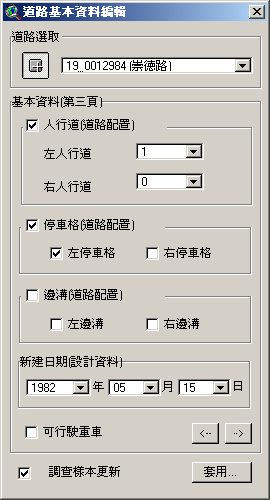 道路基本資料編輯
道路選取
19_0012984 (崇德路)
基本資料(第三頁)
人行道(道路配置)
左人行道 1
右人行道 0
停車格(道路配置)
左停車格 右停車格
邊溝(道路配置)
左邊溝 右邊溝
新建日期(設計資料)
1982 年 05 月 15 日
可行駛重車 <-- -->
調查樣本更新 套用...